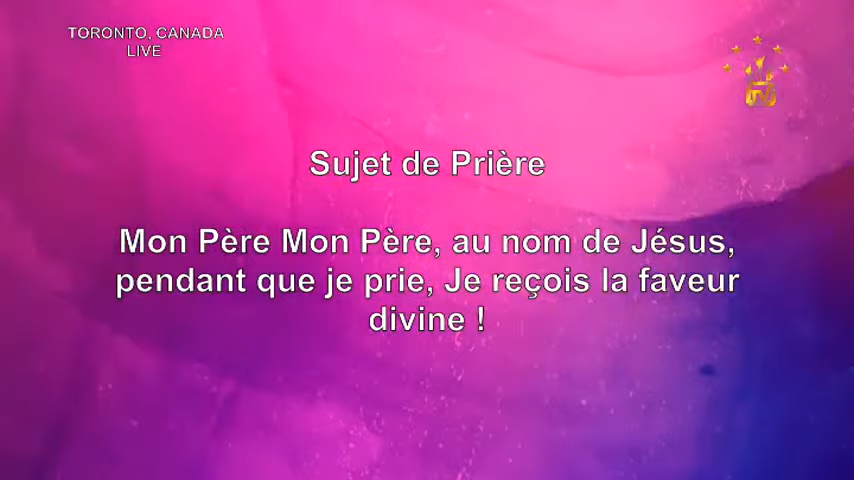 TORONTO, CANADA
LIVE
Sujet de Prière
Mon Père Mon Père, au nom de Jésus,
pendant que je prie, Je reçois la faveur
divine !